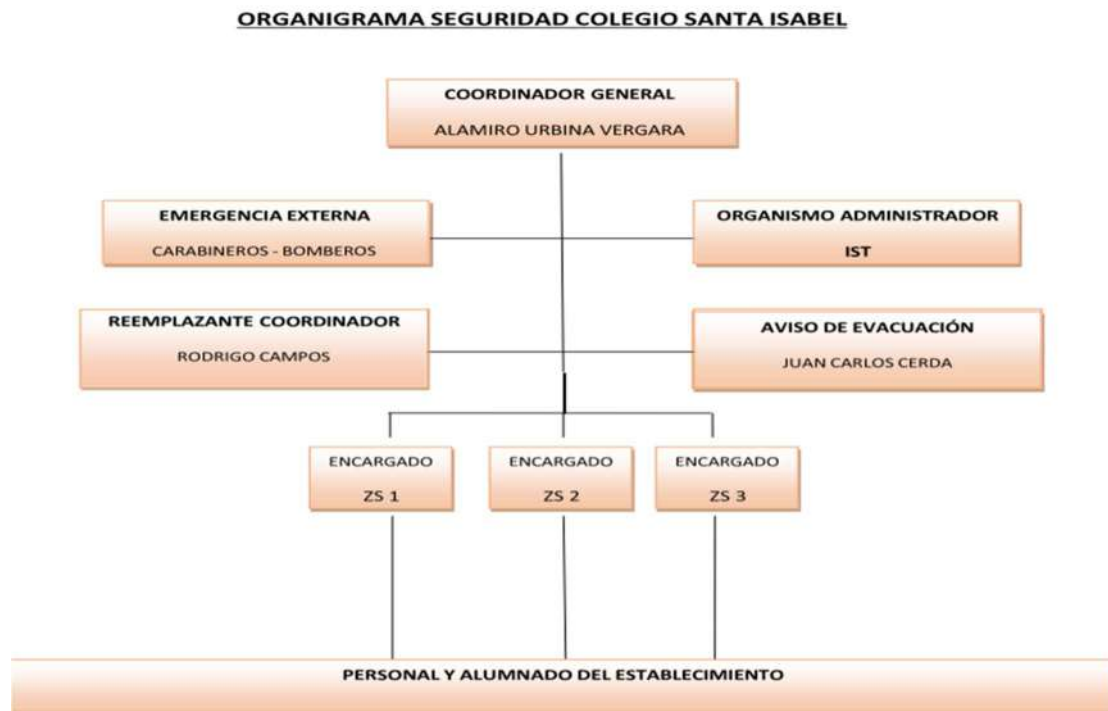 ORGANIGRAMA SEGURIDAD COLEGIO SANTA ISABEL
COORDINADOR GENERAL
ALAMIRO URBINA VERGARA
EMERGENCIA EXTERNA
CARABINEROS - BOMBEROS
ORGANISMO ADMINISTRADOR
IST
REEMPLAZANTE COORDINADOR
RODRIGO CAMPOS
AVISO DE EVACUACIÓN
JUAN CARLOS CERDA
ENCARGADO
ZS 1
ENCARGADO
ZS 2
ENCARGADO
ZS 3
PERSONAL Y ALUMNADO DEL ESTABLECIMIENTO